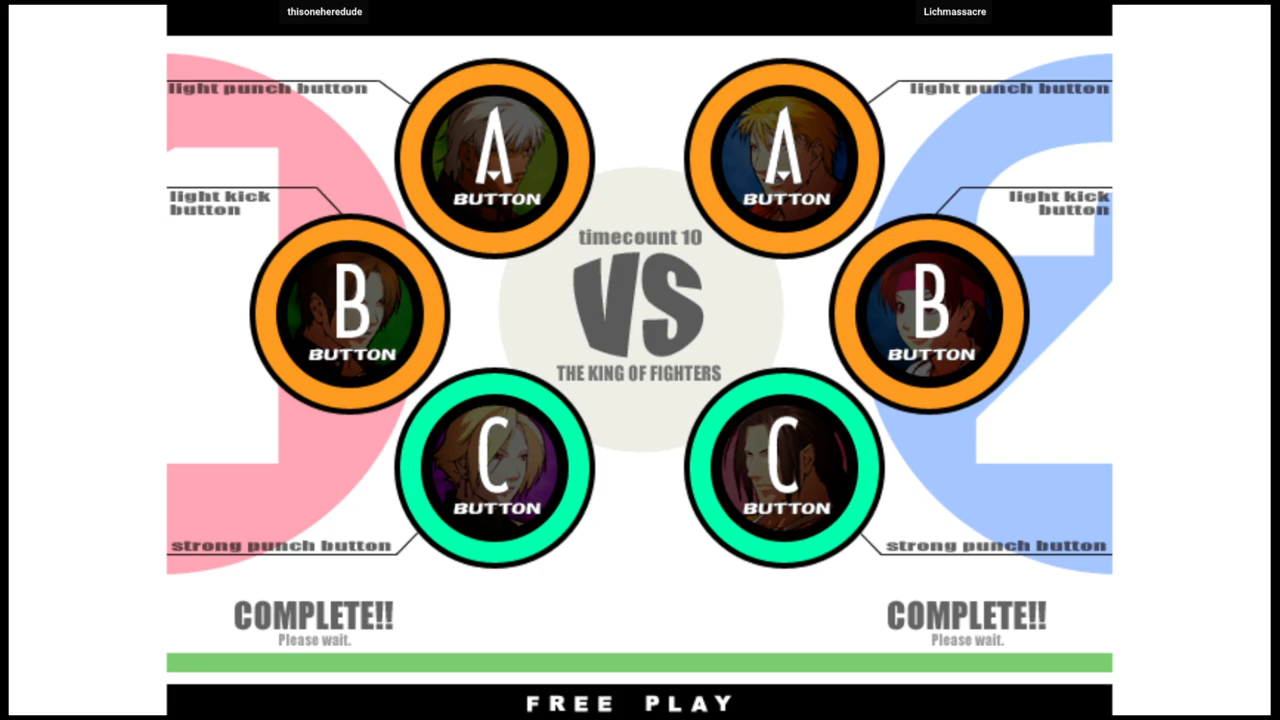 thisoneheredude
Lichmassacre
light punch button
light punch button
A
BUTTON
A
BUTTON
light kick
button
light kick
button
timecount 10
VS
THE KING OF FIGHTERS
B
BUTTON
B
BUTTON
C
BUTTON
C
BUTTON
strong punch button
strong punch button
COMPLETE!!
Please wait.
COMPLETE!!
Please wait.
FREE PLAY